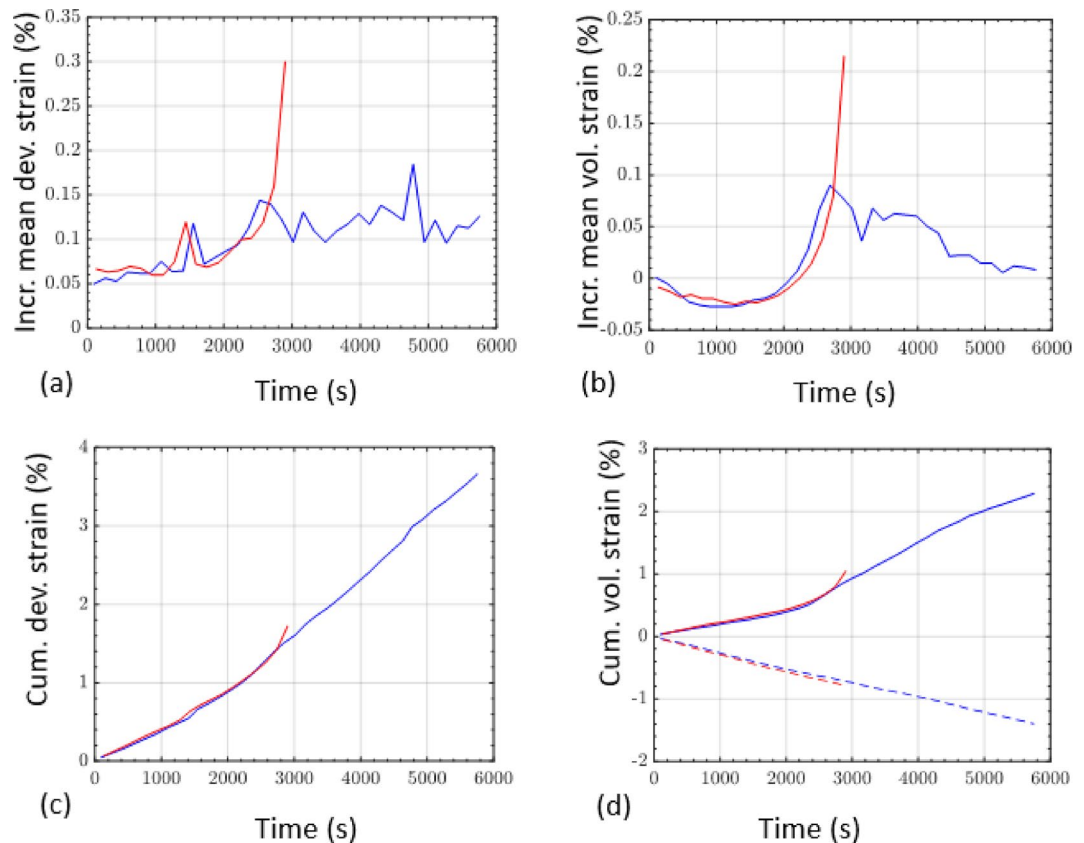 Incr. mean dev. strain (%)
0.35
0.3
0.25
0.2
0.15
0.1
0.05
0
0 1000 2000 3000 4000 5000 6000
(a) Time (s)
Incr. mean vol. strain (%)
0.25
0.2
0.15
0.1
0.05
0
-0.05
0 1000 2000 3000 4000 5000 6000
(b) Time (s)
Cum. dev. strain (%)
4
3
2
1
0
0 1000 2000 3000 4000 5000 6000
(c) Time (s)
Cum. vol. strain (%)
3
2
1
0
-1
-2
0 1000 2000 3000 4000 5000 6000
(d) Time (s)